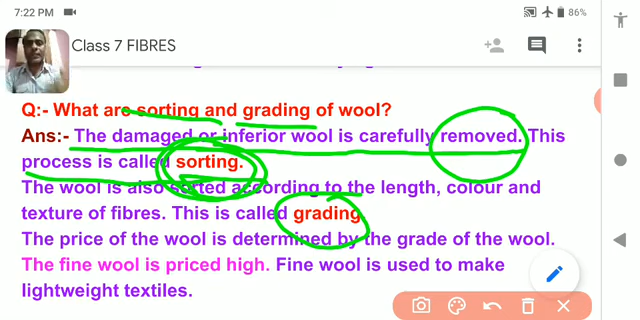 7:22 PM
86%
Class 7 FIBRES
Q:- What are sorting and grading of wool?
Ans:- The damaged or inferior wool is carefully removed. This
process is called sorting.
The wool is also sorted according to the length, colour and
texture of fibres. This is called grading
The price of the wool is determined by the grade of the wool.
The fine wool is priced high. Fine wool is used to make
lightweight textiles.